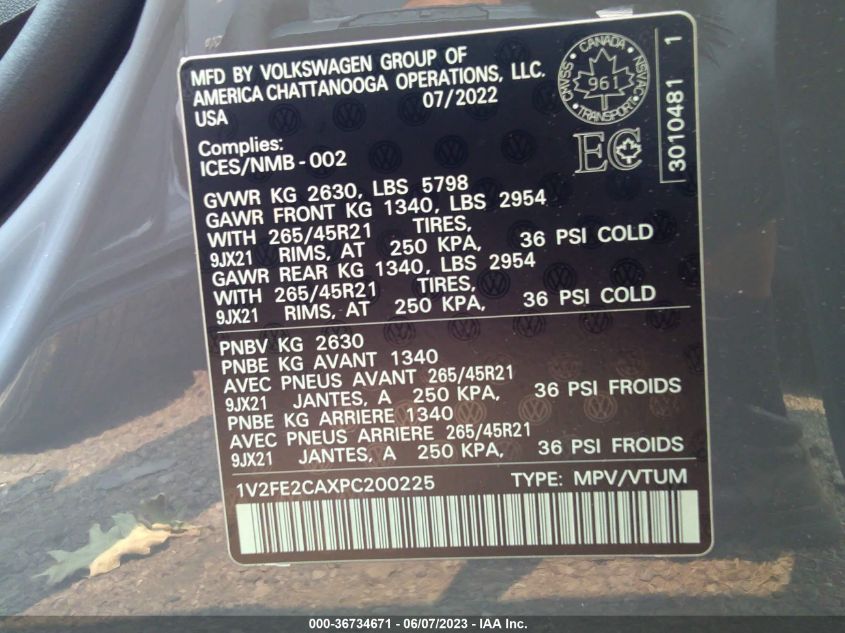 MFD BY VOLKSWAGEN GROUP OF
AMERICA CHATTANOOGA OPERATIONS, LLC.
07/2022
USA
CANADA
CMVSS
961
NSVAC
TRANSPORT
EC
3010481 1
Complies:
ICES/NMB-002
GVWR KG 2630, LBS 5798
GAWR FRONT KG 1340, LBS 2954
WITH 265/45R21 TIRES,
9JX21 RIMS, AT 250 KPA, 36 PSI COLD
GAWR REAR KG 1340, LBS 2954
WITH 265/45R21 TIRES,
9JX21 RIMS, AT 250 KPA, 36 PSI COLD
PNBV KG 2630
PNBE KG AVANT 1340
AVEC PNEUS AVANT 265/45R21
9JX21 JANTES, A 250 KPA, 36 PSI FROIDS
PNBE KG ARRIERE 1340
AVEC PNEUS ARRIERE 265/45R21
9JX21 JANTES, A 250 KPA, 36 PSI FROIDS
1V2FE2CAXPC200225 TYPE: MPV/VTUM
000-36734671 - 06/07/2023 - IAA Inc.